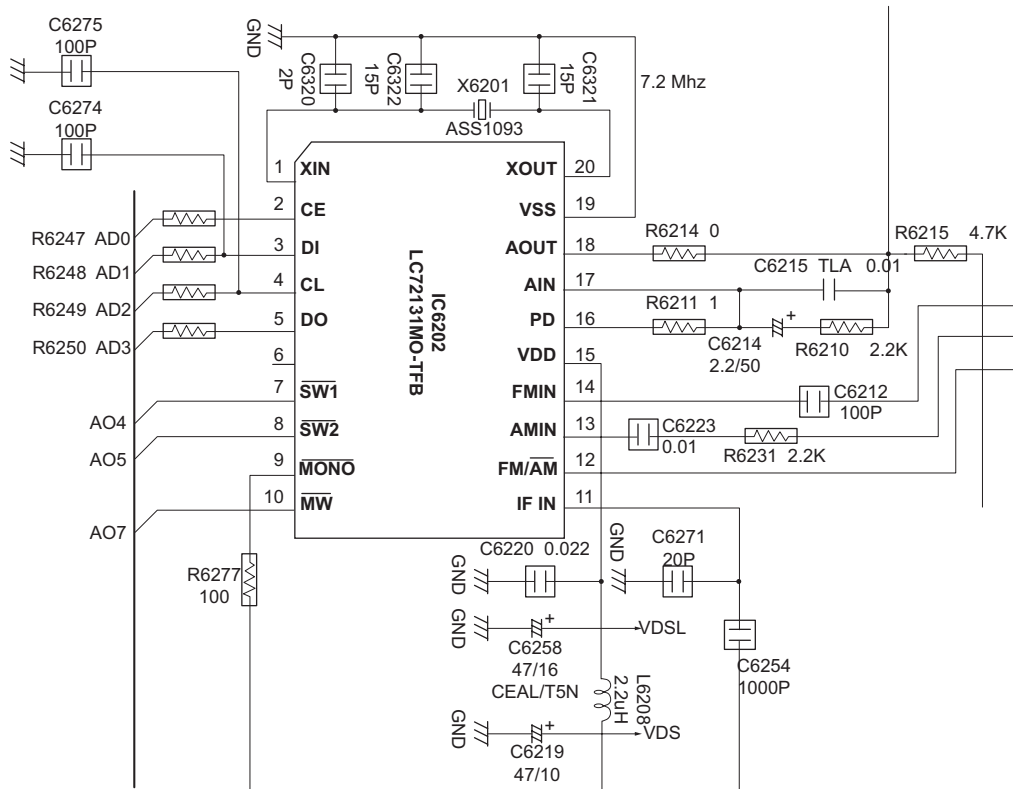 C6275
100P
GND
C6320
2P
C6322
15P
X6201
ASS1093
C6321
15P
7.2 Mhz
C6274
100P
1 XIN
XOUT 20
2 CE
VSS 19
3 DI
AOUT 18
4 CL
AIN 17
5 DO
PD 16
6
VDD 15
7 SW1
FMIN 14
8 SW2
AMIN 13
9 MONO
FM/AM 12
10 MW
IF IN 11
IC6202
LC72131MO-TFB
R6247 AD0
R6248 AD1
R6249 AD2
R6250 AD3
AO4
AO5
AO7
R6277
100
R6214 0
R6215 4.7K
C6215 TLA 0.01
R6211 1
+
C6214
2.2/50
R6210 2.2K
C6212
100P
C6223
0.01
R6231 2.2K
C6220 0.022
GND
GND
C6271
20P
GND
+
VDSL
C6258
47/16
CEAL/T5N
L6208
2.2uH
C6254
1000P
GND
+
VDS
C6219
47/10